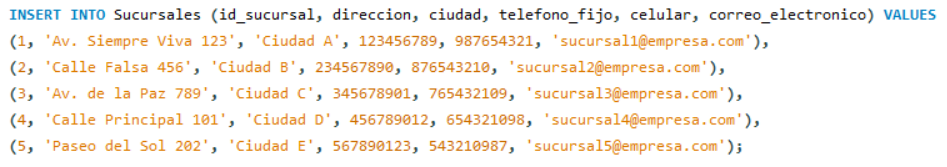 INSERT INTO Sucursales (id_sucursal, direccion, ciudad, telefono_fijo, celular, correo_electronico) VALUES
(1, 'Av. Siempre Viva 123', 'Ciudad A', 123456789, 987654321, 'sucursal1@empresa.com'),
(2, 'Calle Falsa 456', 'Ciudad B', 234567890, 876543210, 'sucursal2@empresa.com'),
(3, 'Av. de la Paz 789', 'Ciudad C', 345678901, 765432109, 'sucursal3@empresa.com'),
(4, 'Calle Principal 101', 'Ciudad D', 456789012, 654321098, 'sucursal4@empresa.com'),
(5, 'Paseo del Sol 202', 'Ciudad E', 567890123, 543210987, 'sucursal5@empresa.com');